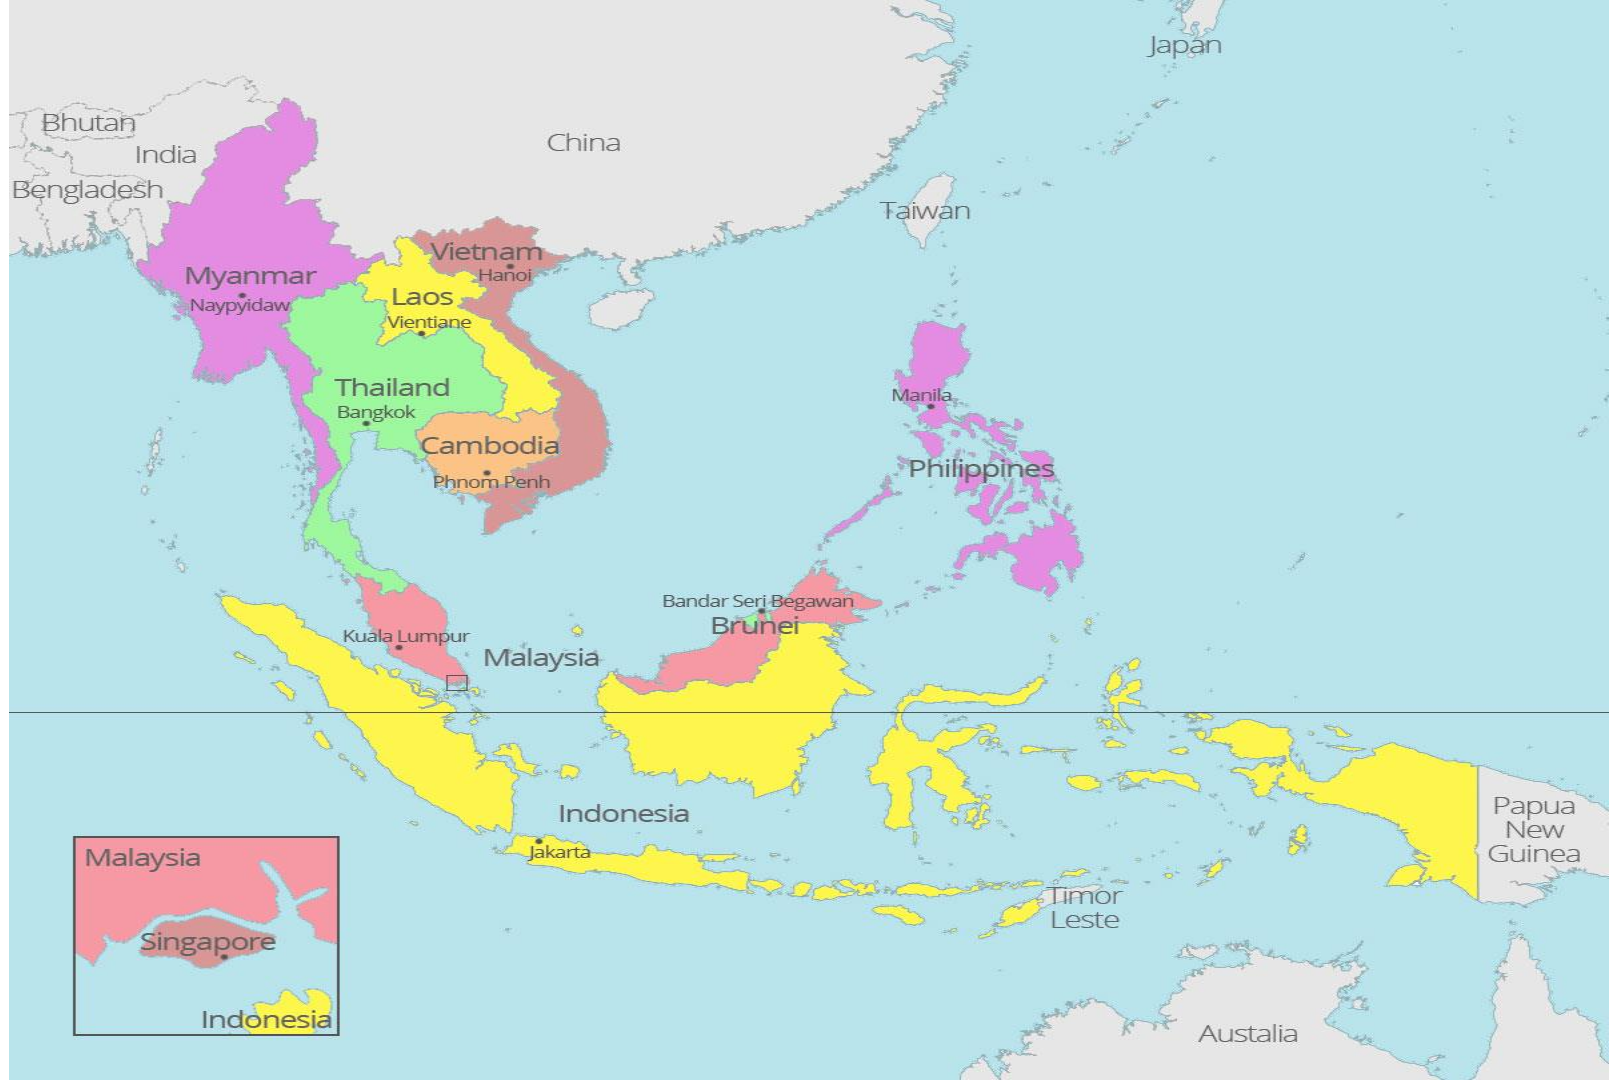 Japan
Bhutan
China
India
Bengladesh
Taiwan
Vietnam
Hanoi
Myanmar
Naypyidaw
Laos
Vientiane
Thailand
Bangkok
Manila
Cambodia
Phnom Penh
Philippines
Bandar Seri Begawan
Brunei
Kuala Lumpur
Malaysia
Indonesia
Jakarta
Papua
New
Guinea
Timor
Leste
Malaysia
Singapore
Indonesia
Austalia